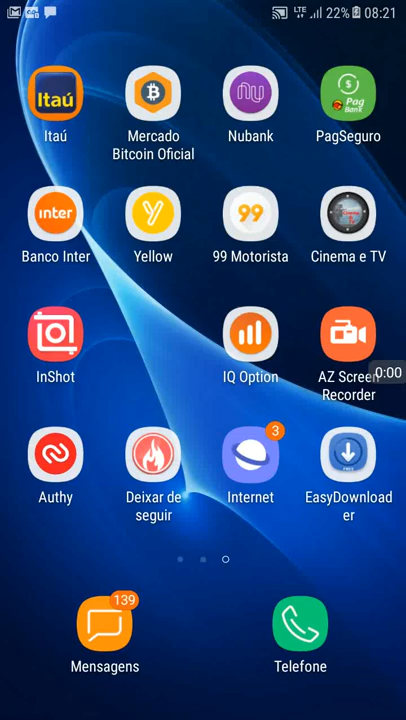 LTE 22% 08:21
Itaú
Itaú
Mercado
Bitcoin Oficial
nu
Nubank
Pag
Bank
PagSeguro
inter
Banco Inter
Yellow
99
99 Motorista
Cinema e TV
InShot
IQ Option
AZ Screen
Recorder
0:00
Authy
Deixar de
seguir
3
Internet
FREE
EasyDownload
er
139
Mensagens
Telefone